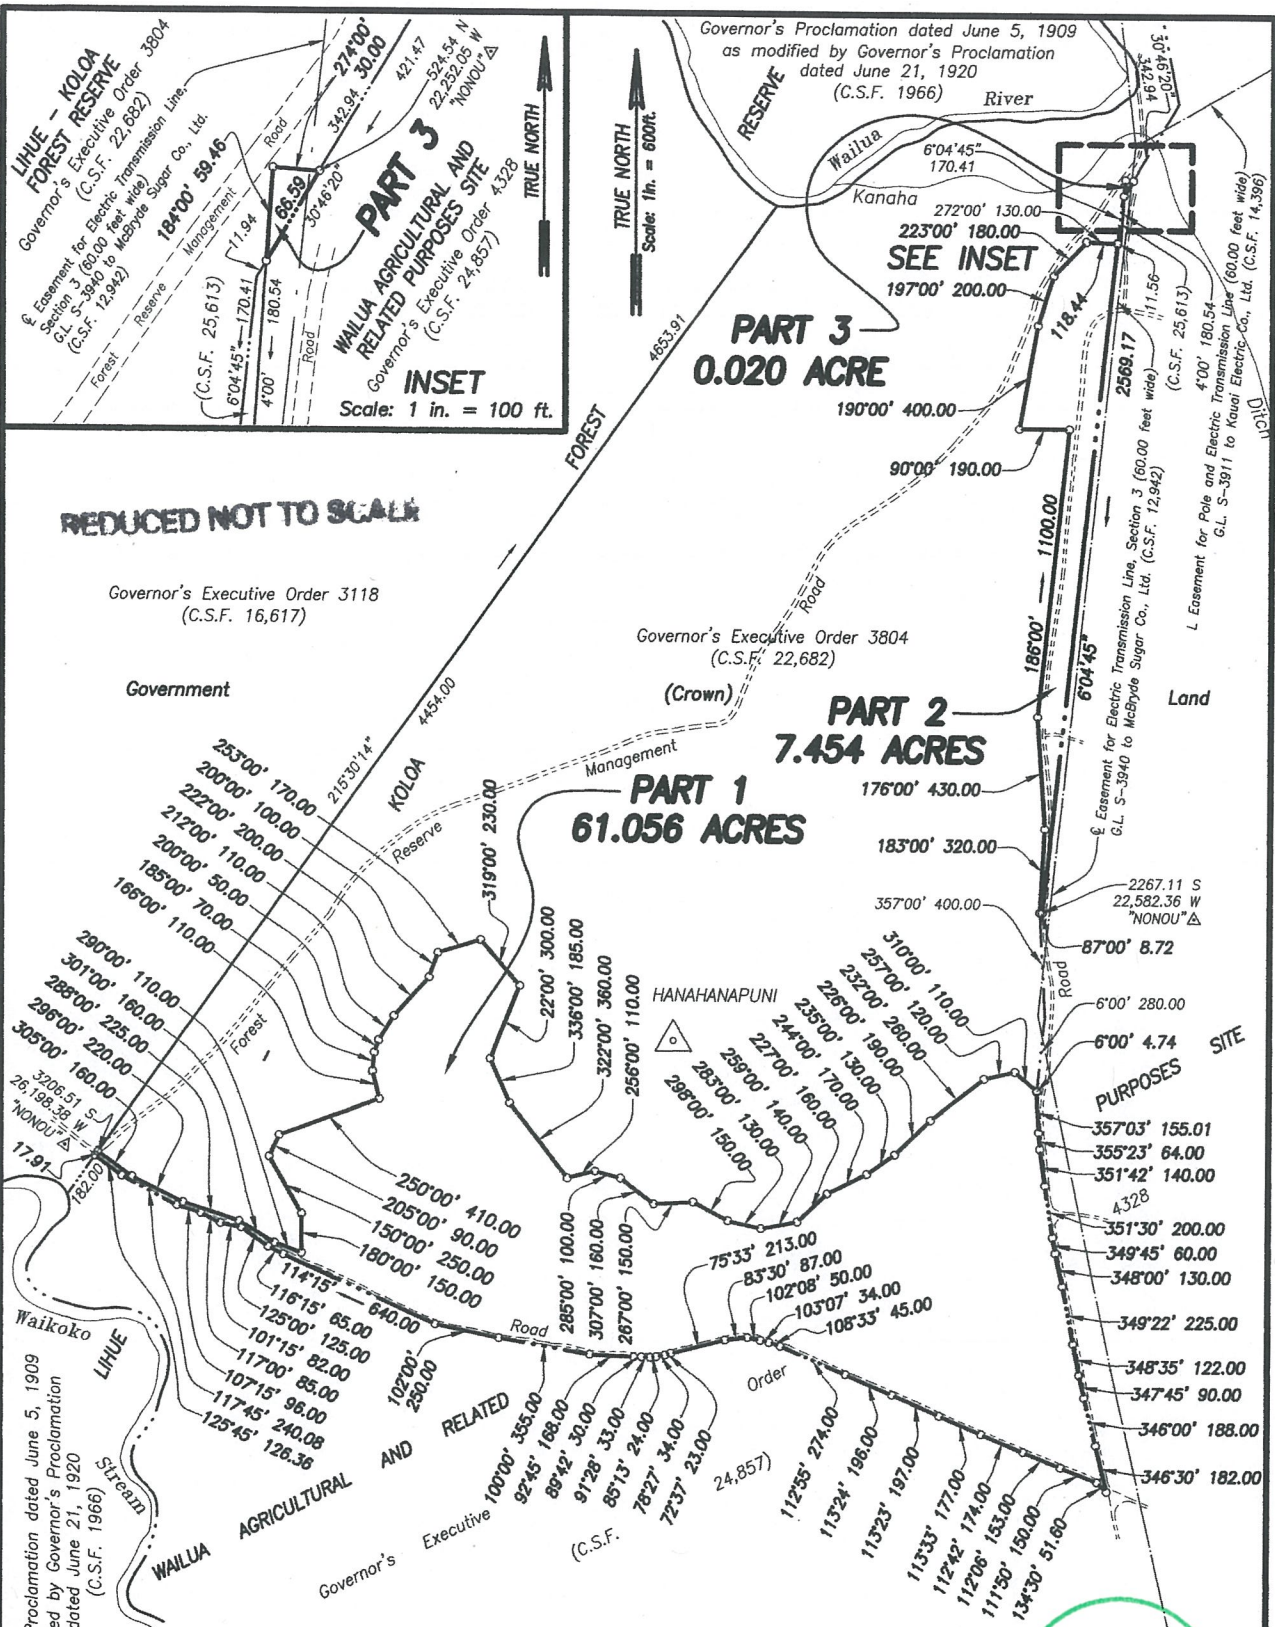 LIHUE - KOLOA
FOREST RESERVE
Governor's Executive Order 3804
(C.S.F. 22,682)
℄ Easement for Electric Transmission Line,
Section 3 (60.00 feet wide)
G.L. S-3940 to McBryde Sugar Co., Ltd.
(C.S.F. 12,942)
184°00' 59.46
Forest
Reserve
Management
Road
11.94
66.59
274°00'
30.00
342.94
30°46'20"
421.47
524.54 N
22,252.05 W
"NONOU"
PART 3
WAILUA AGRICULTURAL AND
RELATED PURPOSES SITE
Governor's Executive Order 4328
(C.S.F. 24,857)
(C.S.F. 25,613)
6°04'45"
170.41
4°00'
180.54
Road
TRUE NORTH
INSET
Scale: 1 in. = 100 ft.
TRUE NORTH
Scale: 1in. = 600ft.
Governor's Proclamation dated June 5, 1909
as modified by Governor's Proclamation
dated June 21, 1920
(C.S.F. 1966)
RESERVE
River
Wailua
Kanaha
30°46'20"
342.94
6°04'45"
170.41
272°00' 130.00
223°00' 180.00
SEE INSET
197°00' 200.00
118.44
11.56
(C.S.F. 25,613)
4°00' 180.54
PART 3
0.020 ACRE
190°00' 400.00
90°00' 190.00
2569.17
L Easement for Pole and Electric Transmission Line (60.00 feet wide)
G.L. S-3911 to Kauai Electric Co., Ltd. (C.S.F. 14,396)
Ditch
4653.91
FOREST
REDUCED NOT TO SCALE
Governor's Executive Order 3118
(C.S.F. 16,617)
Government
1100.00
186°00'
6°04'45"
℄ Easement for Electric Transmission Line, Section 3 (60.00 feet wide)
G.L. S-3940 to McBryde Sugar Co., Ltd. (C.S.F. 12,942)
Road
Governor's Executive Order 3804
(C.S.F. 22,682)
(Crown)
Land
PART 2
7.454 ACRES
4454.00
215°30'14"
KOLOA
Management
Reserve
Forest
PART 1
61.056 ACRES
176°00' 430.00
183°00' 320.00
357°00' 400.00
2267.11 S
22,582.36 W
"NONOU"
87°00' 8.72
Road
6°00' 280.00
6°00' 4.74
PURPOSES SITE
253°00' 170.00
200°00' 100.00
222°00' 200.00
212°00' 110.00
200°00' 50.00
185°00' 70.00
166°00' 110.00
319°00' 230.00
22°00' 300.00
336°00' 185.00
322°00' 360.00
256°00' 110.00
HANAHANAPUNI
310°00' 110.00
257°00' 120.00
232°00' 260.00
226°00' 190.00
235°00' 130.00
244°00' 170.00
227°00' 160.00
259°00' 140.00
283°00' 130.00
298°00' 150.00
290°00' 110.00
301°00' 160.00
288°00' 225.00
296°00' 220.00
305°00' 160.00
3206.51 S
26,198.38 W
"NONOU"
17.91
182.00
250°00' 410.00
205°00' 90.00
150°00' 250.00
180°00' 150.00
285°00' 100.00
307°00' 160.00
267°00' 150.00
357°03' 155.01
355°23' 64.00
351°42' 140.00
4328
351°30' 200.00
349°45' 60.00
348°00' 130.00
349°22' 225.00
348°35' 122.00
347°45' 90.00
346°00' 188.00
346°30' 182.00
75°33' 213.00
83°30' 87.00
102°08' 50.00
103°07' 34.00
108°33' 45.00
114°15' 640.00
116°15' 65.00
125°00' 125.00
101°15' 82.00
117°00' 85.00
107°15' 96.00
117°45' 240.08
125°45' 126.36
102°00'
250.00
Road
Order
Waikoko
LIHUE
Stream
WAILUA AGRICULTURAL AND RELATED
Governor's Executive
(C.S.F.
24,857)
100°00' 355.00
92°45' 168.00
89°42' 30.00
91°28' 33.00
85°13' 24.00
78°27' 34.00
72°37' 23.00
112°55' 274.00
113°24' 196.00
113°23' 197.00
113°33' 177.00
112°42' 174.00
112°06' 153.00
111°50' 150.00
134°30' 51.60
Proclamation dated June 5, 1909
ed by Governor's Proclamation
dated June 21, 1920
(C.S.F. 1966)